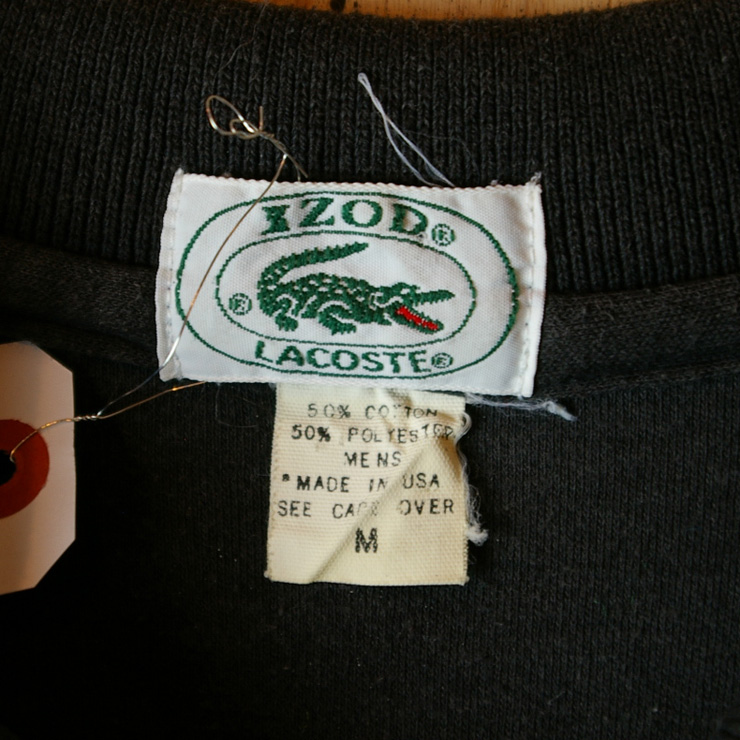 IZOD®
®
LACOSTE®
50% COTTON
50% POLYESTER
MENS
*MADE IN USA
SEE CARE OVER
M